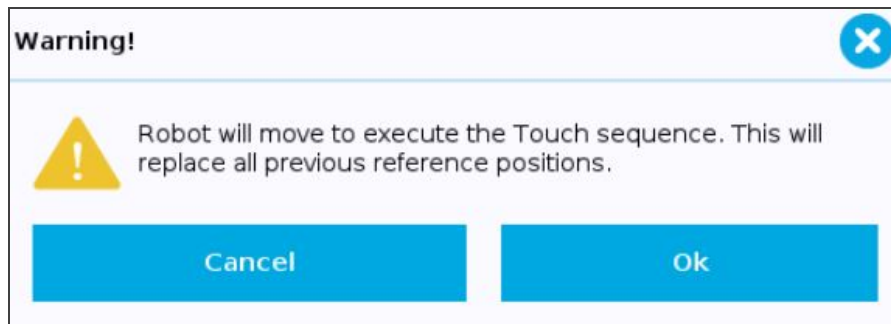 Warning!
Robot will move to execute the Touch sequence. This will
replace all previous reference positions.
Cancel
Ok